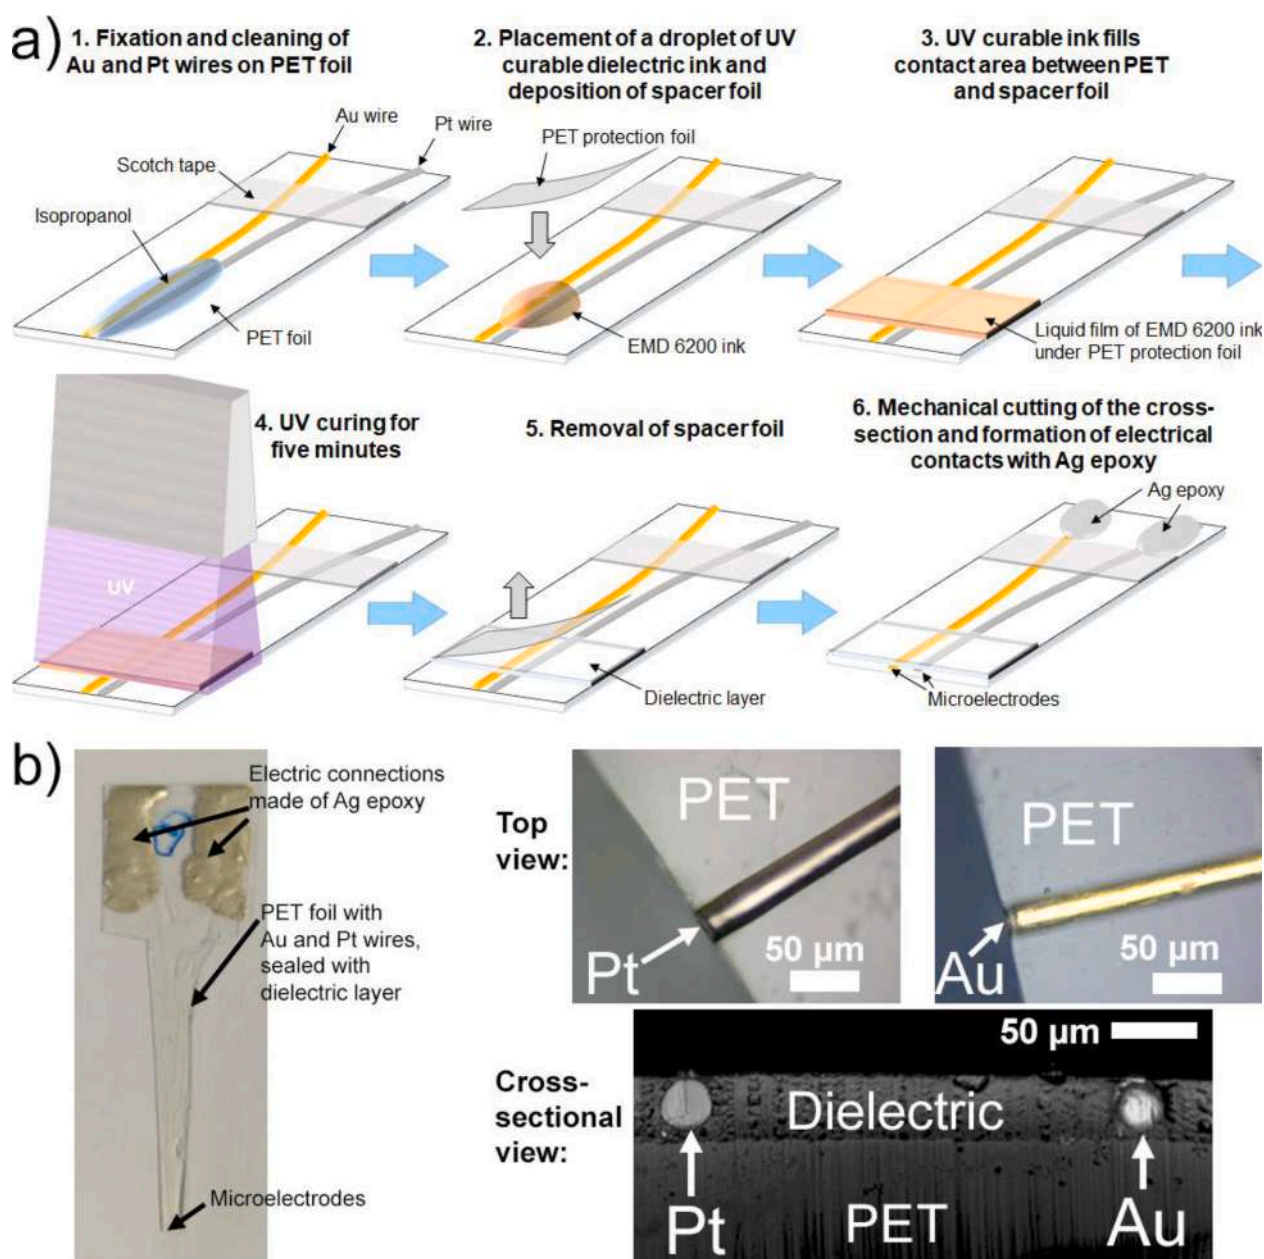 a)
1. Fixation and cleaning of
Au and Pt wires on PET foil
Au wire
Pt wire
Scotch tape
Isopropanol
PET foil
2. Placement of a droplet of UV
curable dielectric ink and
deposition of spacer foil
PET protection foil
EMD 6200 ink
3. UV curable ink fills
contact area between PET
and spacer foil
Liquid film of EMD 6200 ink
under PET protection foil
4. UV curing for
five minutes
UV
5. Removal of spacer foil
Dielectric layer
6. Mechanical cutting of the cross-
section and formation of electrical
contacts with Ag epoxy
Ag epoxy
Microelectrodes
b)
Electric connections
made of Ag epoxy
PET foil with
Au and Pt wires,
sealed with
dielectric layer
Microelectrodes
Top
view:
PET
Pt
50 µm
PET
Au
50 µm
Cross-
sectional
view:
50 µm
Dielectric
Pt
PET
Au